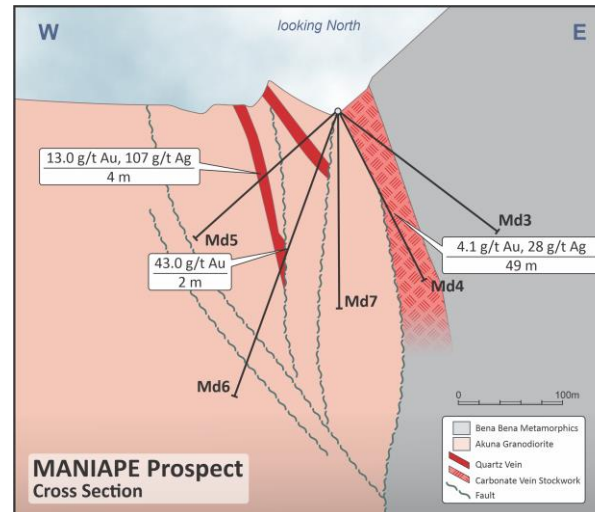 W
looking North
E
13.0 g/t Au, 107 g/t Ag
4 m
Md5
43.0 g/t Au
2 m
Md3
4.1 g/t Au, 28 g/t Ag
49 m
Md4
Md7
Md6
0
100m
Bena Bena Metamorphics
Akuna Granodiorite
Quartz Vein
Carbonate Vein Stockwork
Fault
MANIAPE Prospect
Cross Section